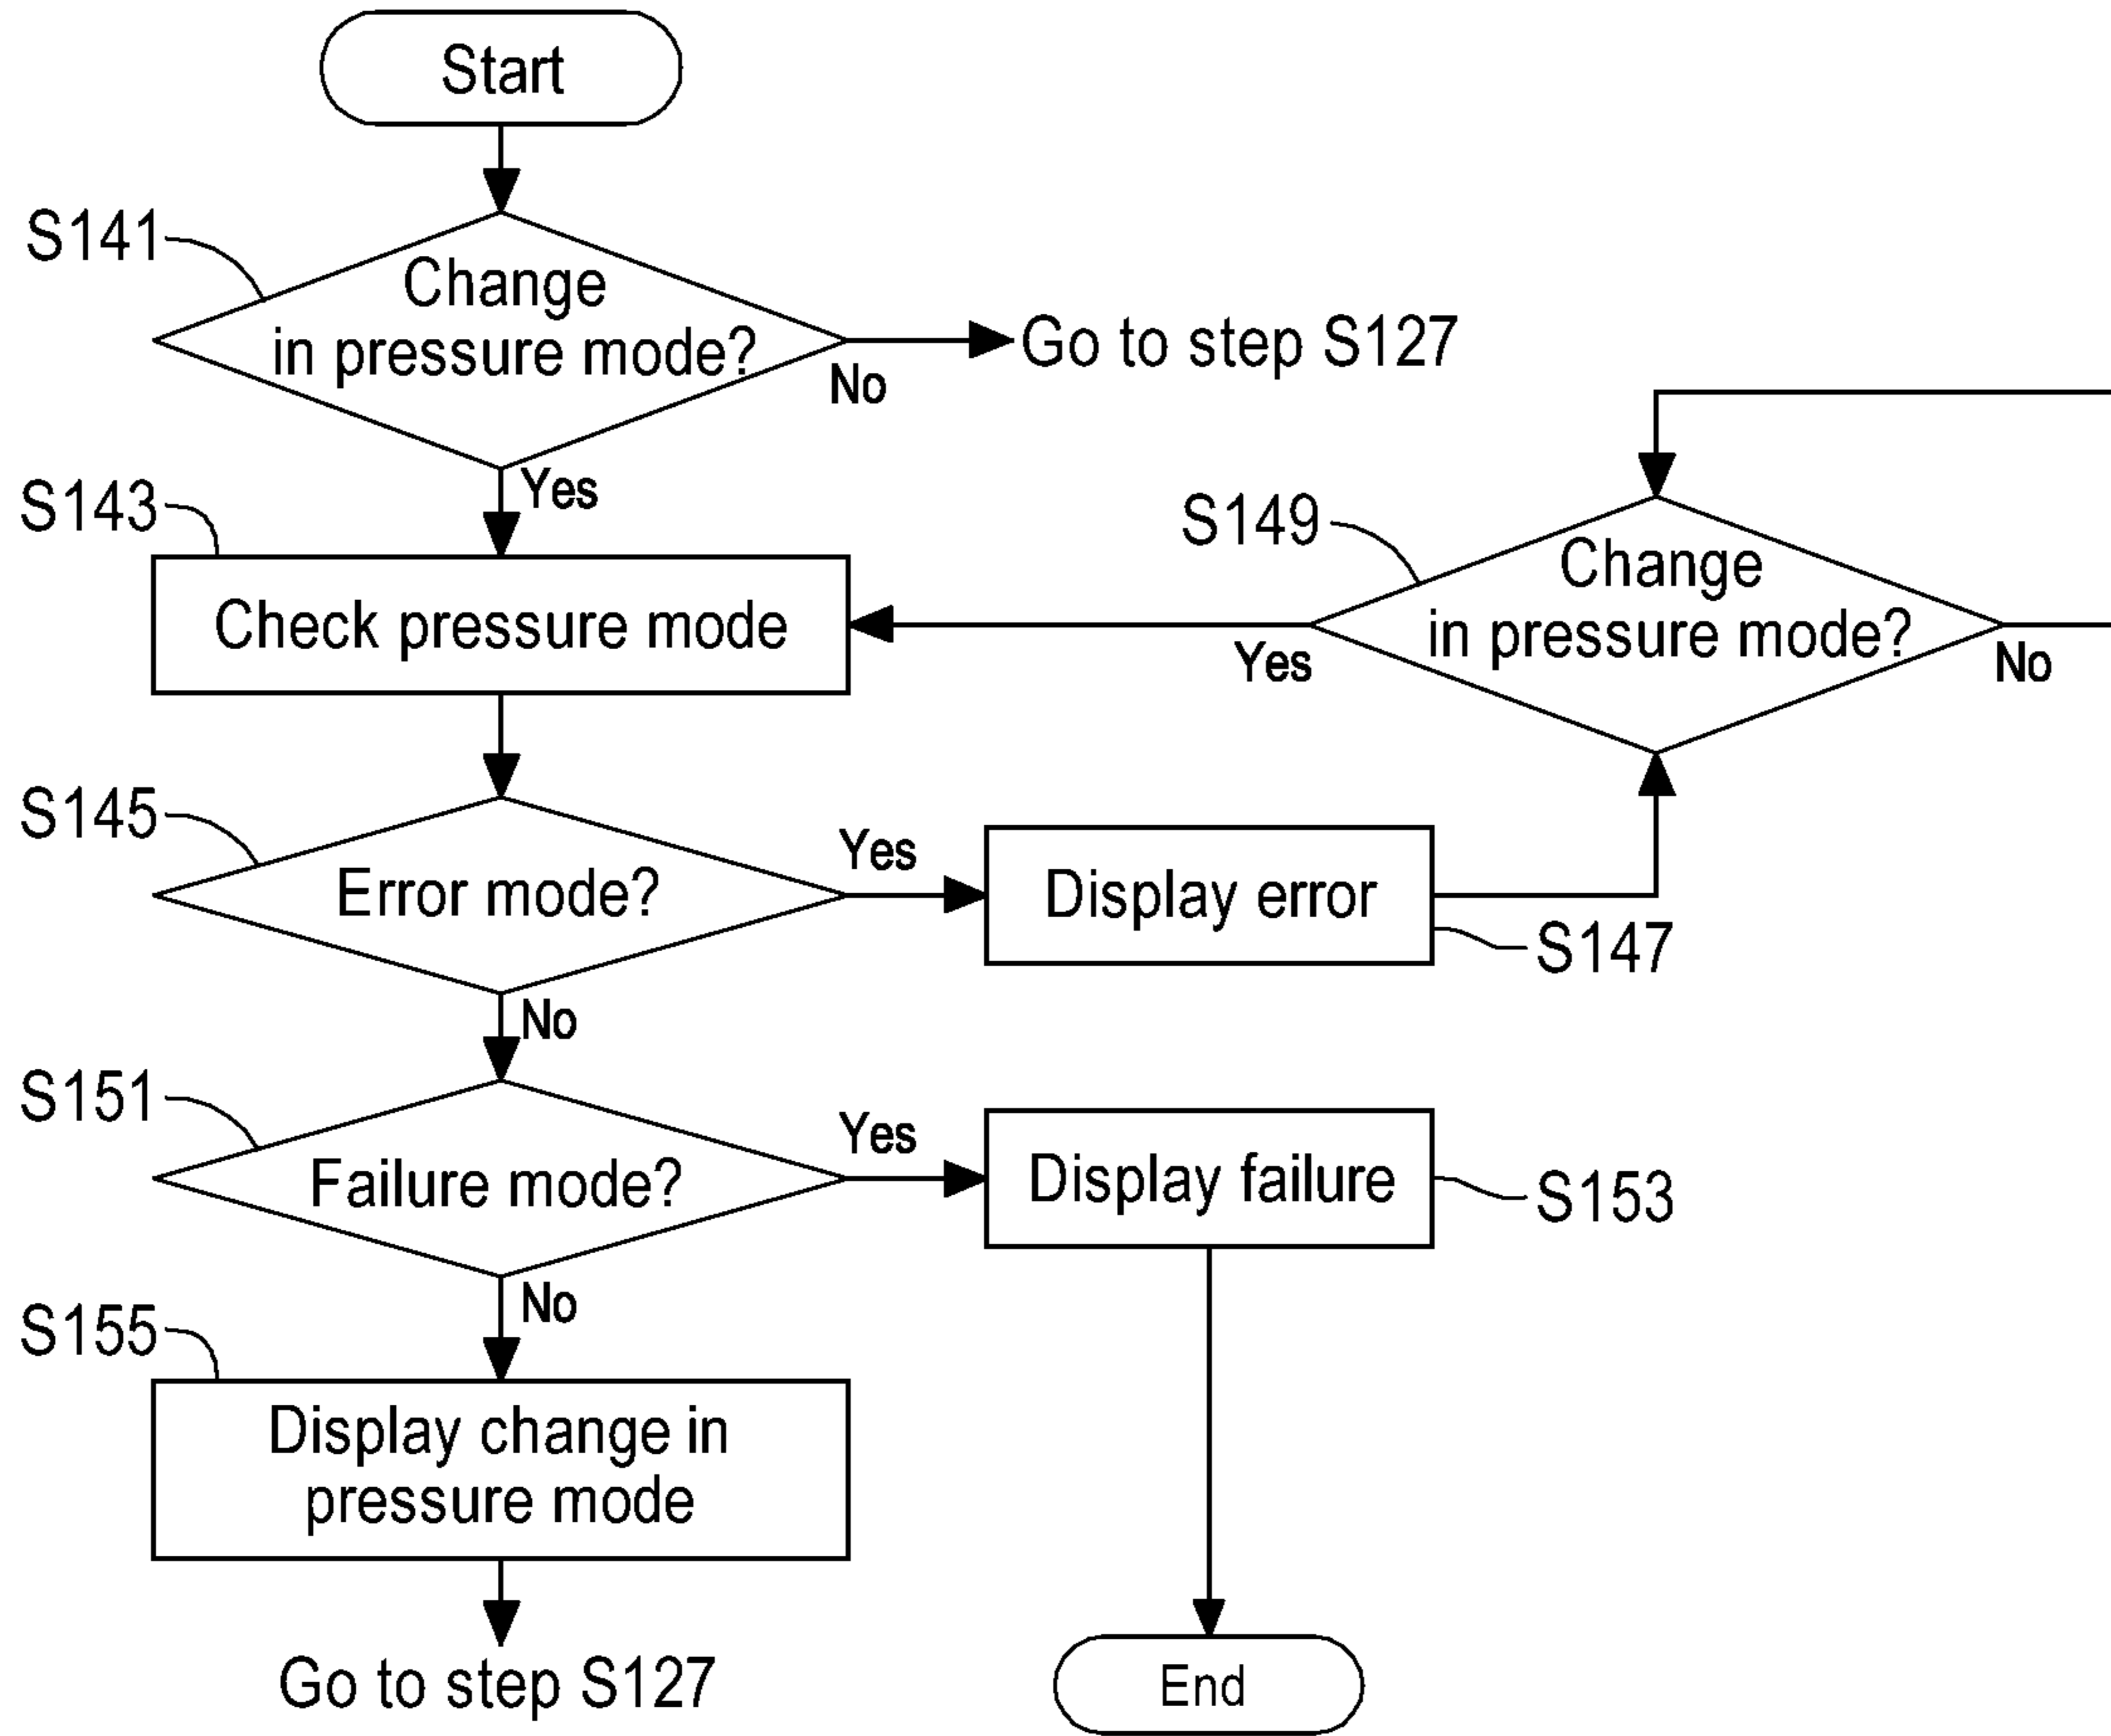 Start
S141
Change
in pressure mode?
No
Go to step S127
Yes
S143
Check pressure mode
S149
Change
in pressure mode?
Yes
No
S145
Error mode?
Yes
Display error
S147
No
S151
Failure mode?
Yes
Display failure
S153
No
S155
Display change in
pressure mode
Go to step S127
End